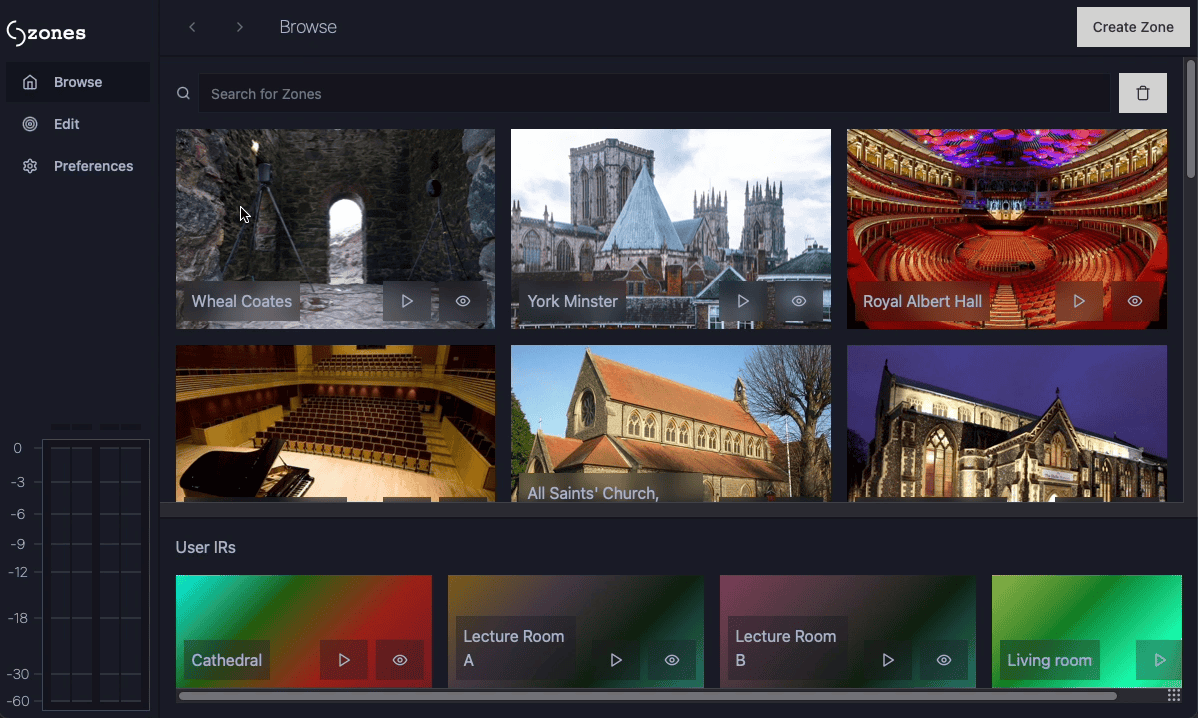 zones
Browse
Create Zone
Browse
Edit
Preferences
Search for Zones
Wheal Coates
York Minster
Royal Albert Hall
All Saints' Church,
0
-3
-6
-9
-12
-18
-30
-60
User IRs
Cathedral
Lecture Room
A
Lecture Room
B
Living room